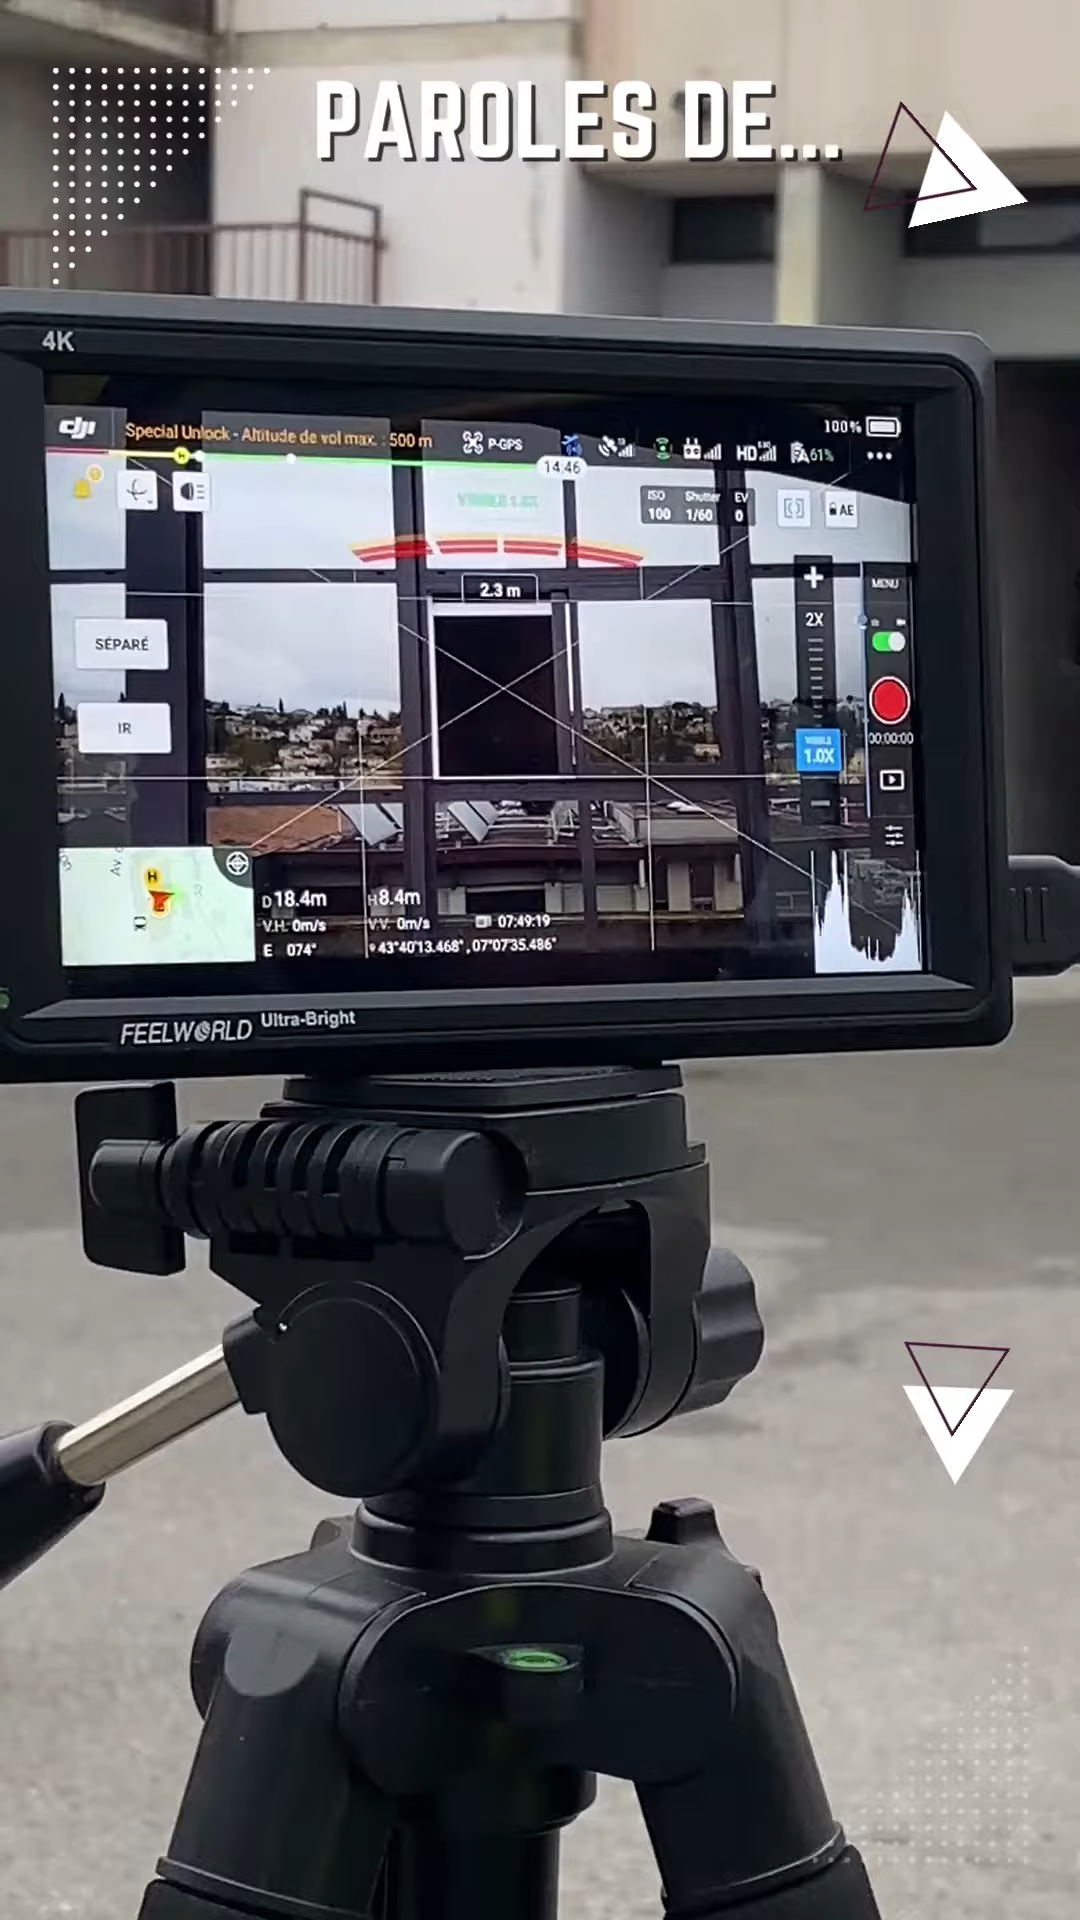 PAROLES DE...
4K
dji
Special Unlock - Altitude de vol max. : 500 m
P-GPS
HD
61%
100%
14:46
VISIBLE 1.0X
ISO
100
Shutter
1/60
EV
0
AE
2.3 m
MENU
2X
SÉPARÉ
IR
1.0X
00:00:00
H
D 18.4m
H 8.4m
V.H. 0m/s
V.V. 0m/s
07:49:19
E 074°
43°40'13.468", 07°07'35.486"
FEELWORLD Ultra-Bright